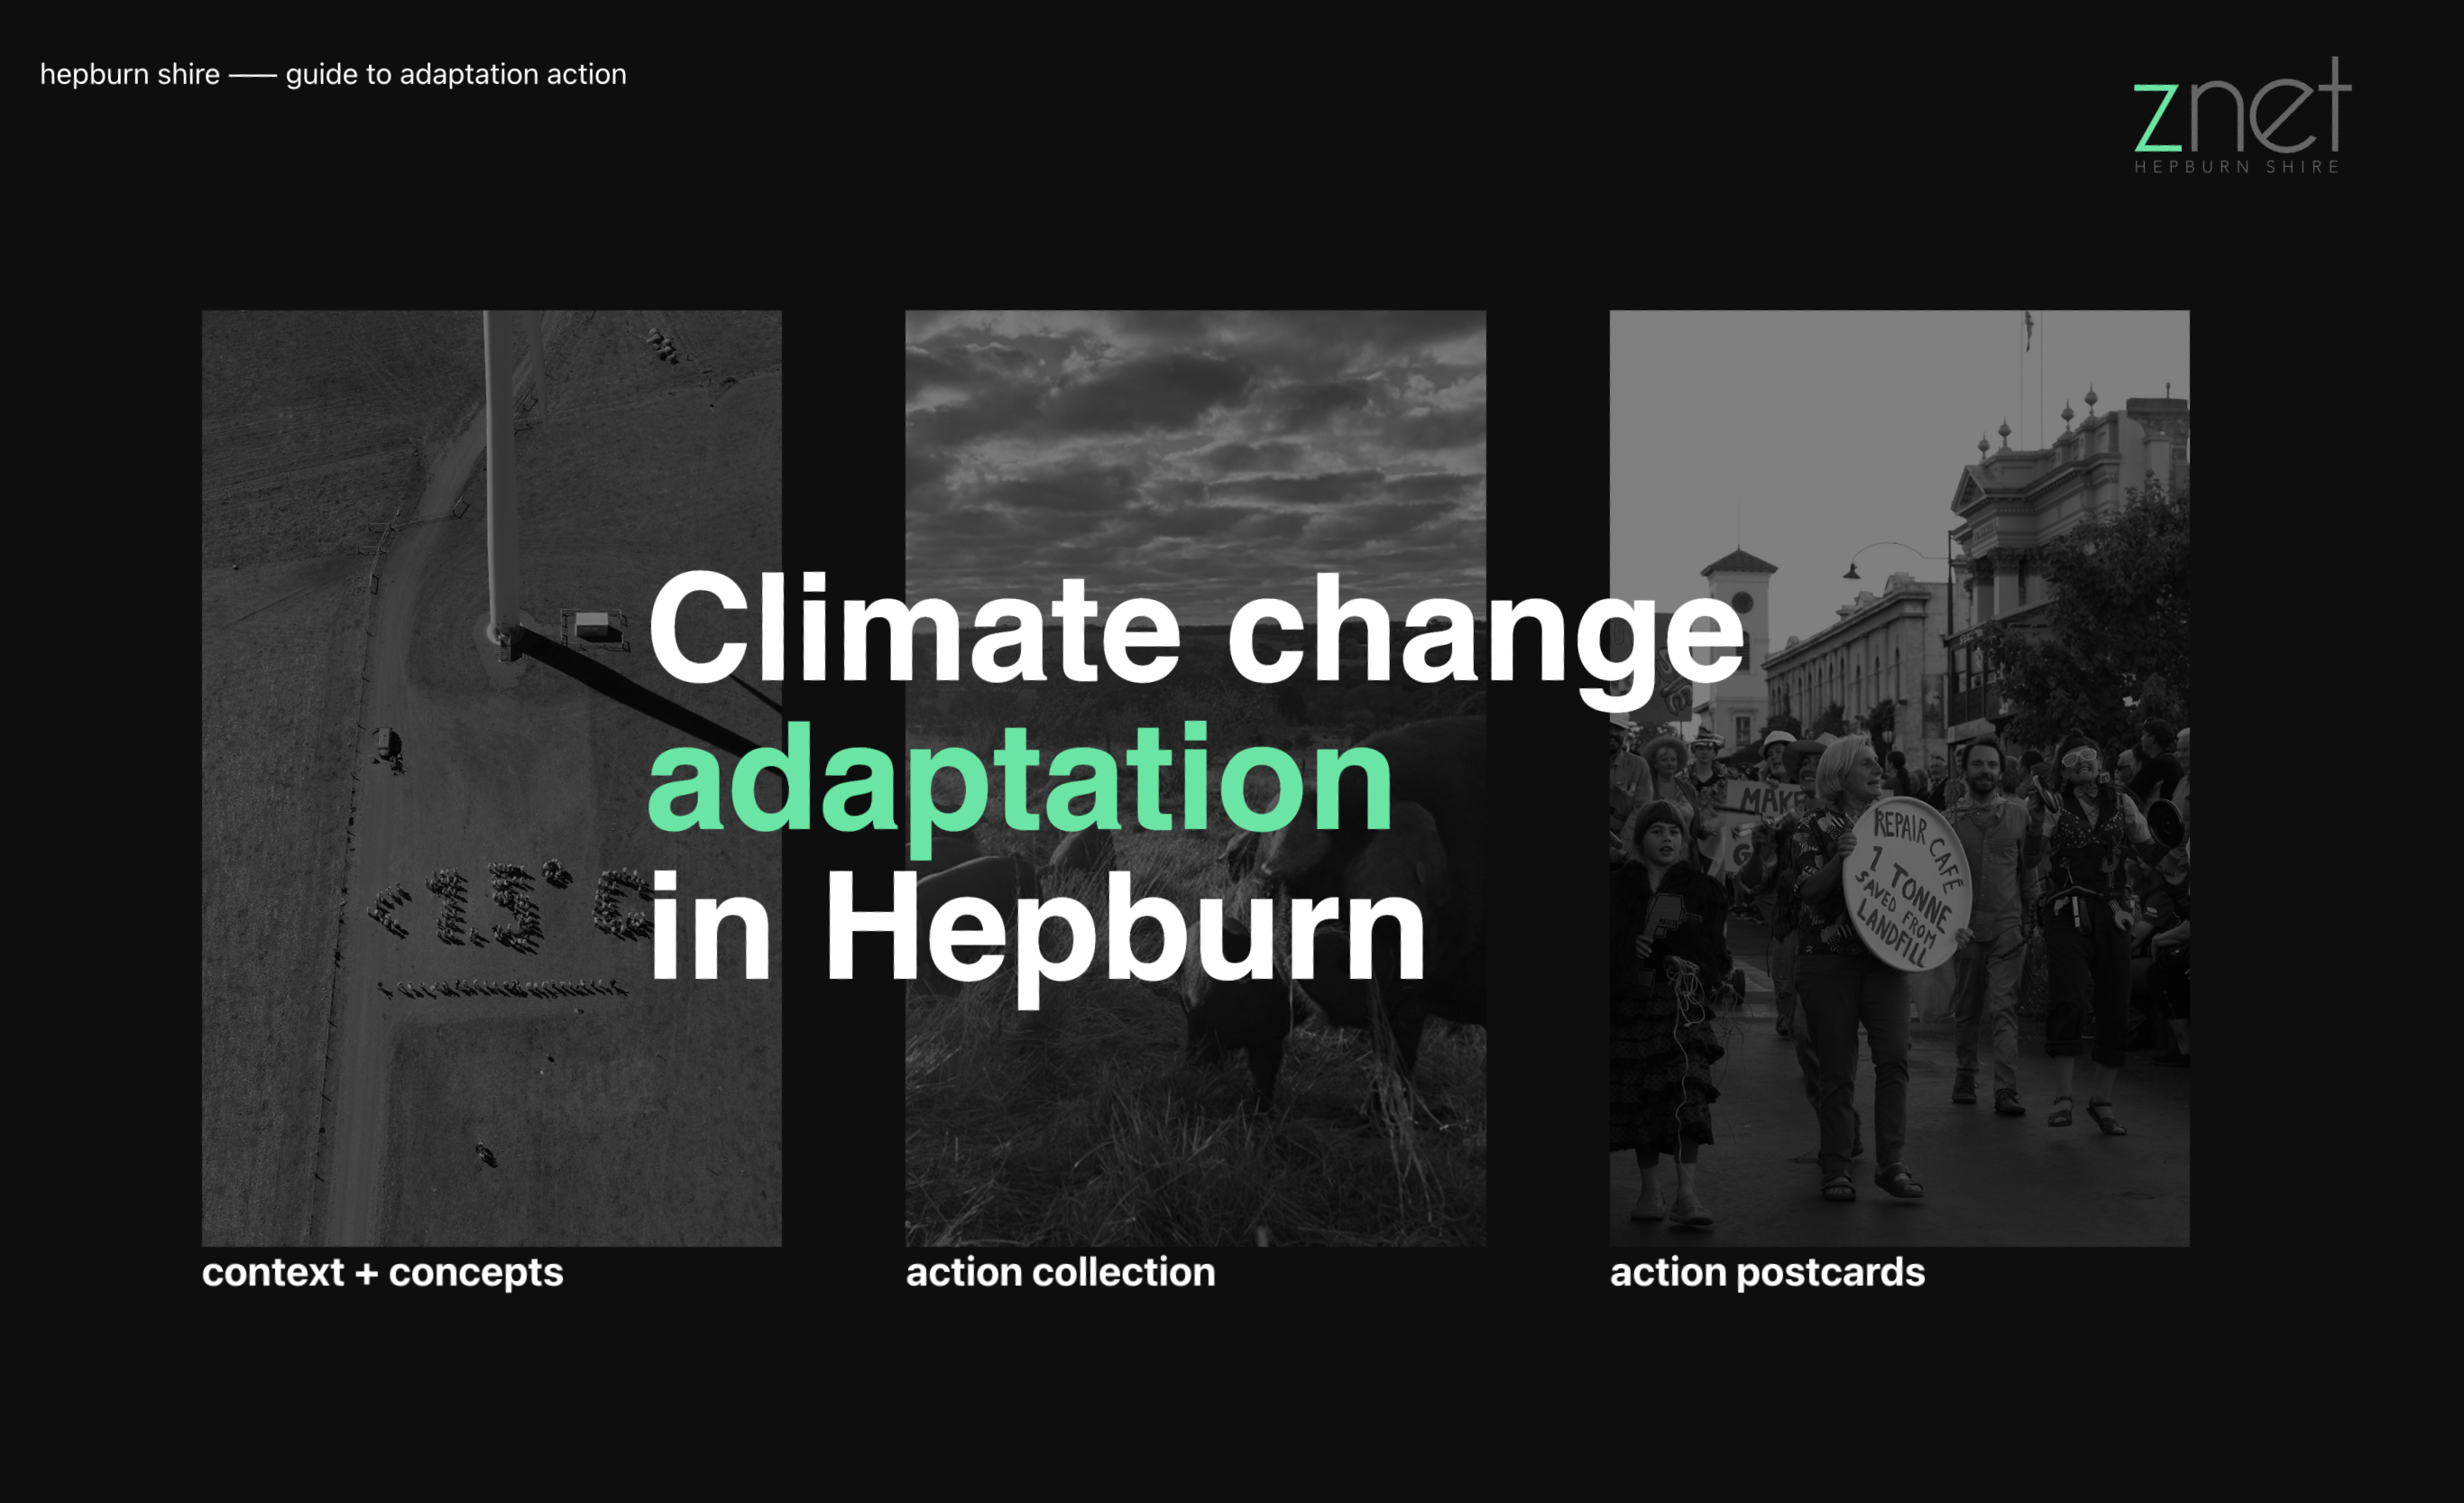 hepburn shire —— guide to adaptation action
znet
HEPBURN SHIRE
Climate change
adaptation
in Hepburn
<1.5°C
MAKE
REPAIR CAFÉ
1 TONNE
SAVED FROM
LANDFILL
context + concepts
action collection
action postcards